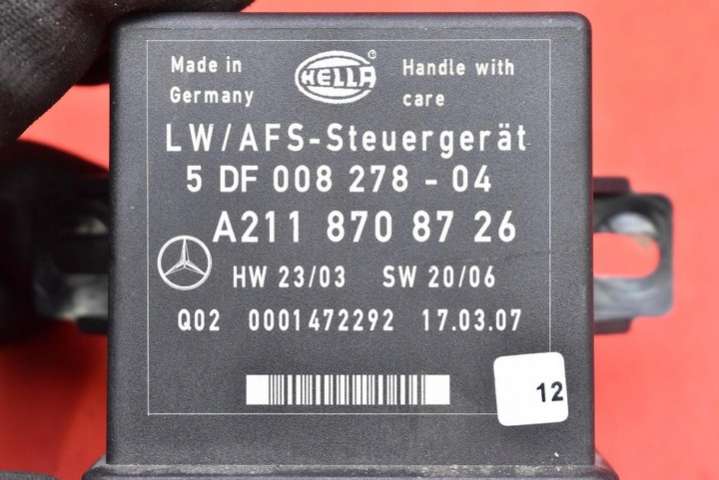 Made in Germany
HELLA ®
Handle with care
LW/AFS-Steuergerät
5 DF 008 278 - 04
A211 870 87 26
HW 23/03 SW 20/06
Q02 0001472292 17.03.07
12